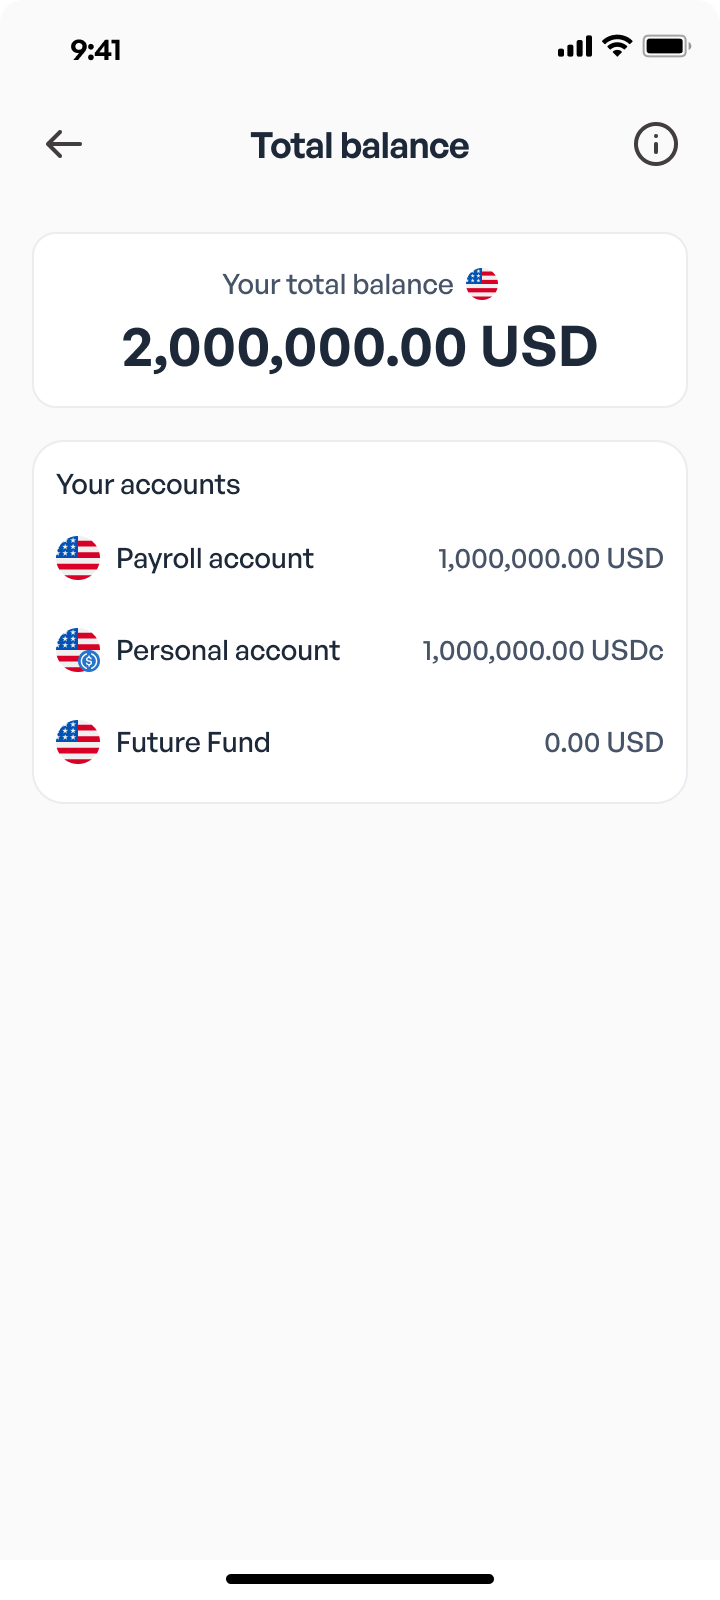 9:41
Total balance
Your total balance
2,000,000.00 USD
Your accounts
Payroll account 1,000,000.00 USD
Personal account 1,000,000.00 USDc
Future Fund 0.00 USD